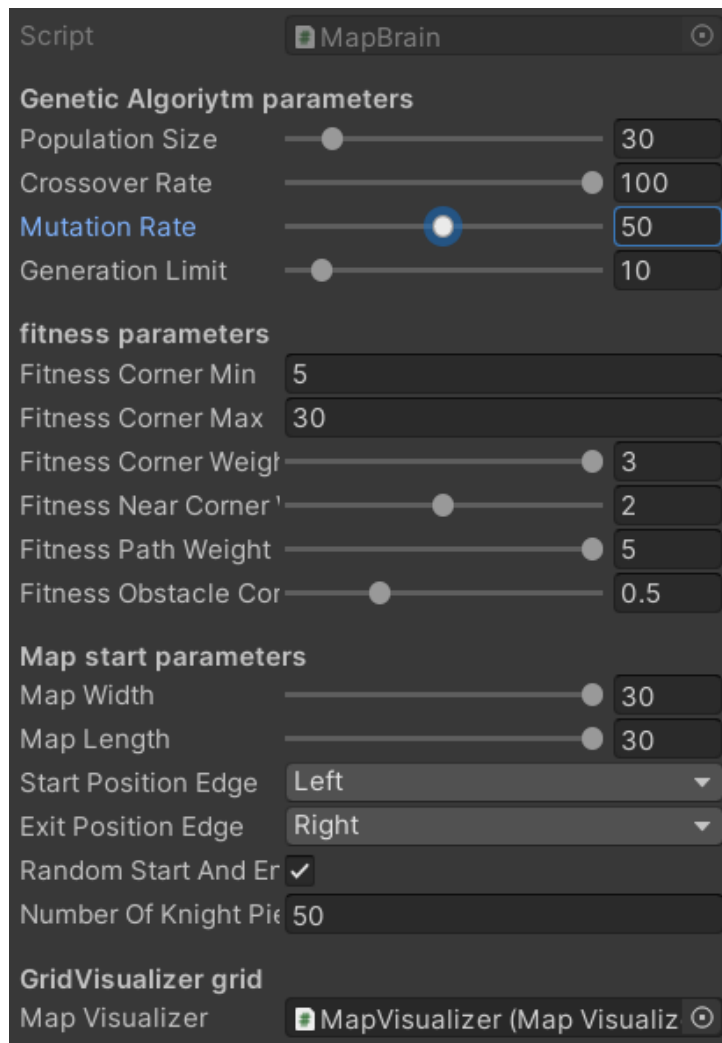 Script MapBrain
Genetic Algoriytm parameters
Population Size 30
Crossover Rate 100
Mutation Rate 50
Generation Limit 10
fitness parameters
Fitness Corner Min 5
Fitness Corner Max 30
Fitness Corner Weigh 3
Fitness Near Corner 2
Fitness Path Weight 5
Fitness Obstacle Cor 0.5
Map start parameters
Map Width 30
Map Length 30
Start Position Edge Left
Exit Position Edge Right
Random Start And En
Number Of Knight Pie 50
GridVisualizer grid
Map Visualizer MapVisualizer (Map Visualiz